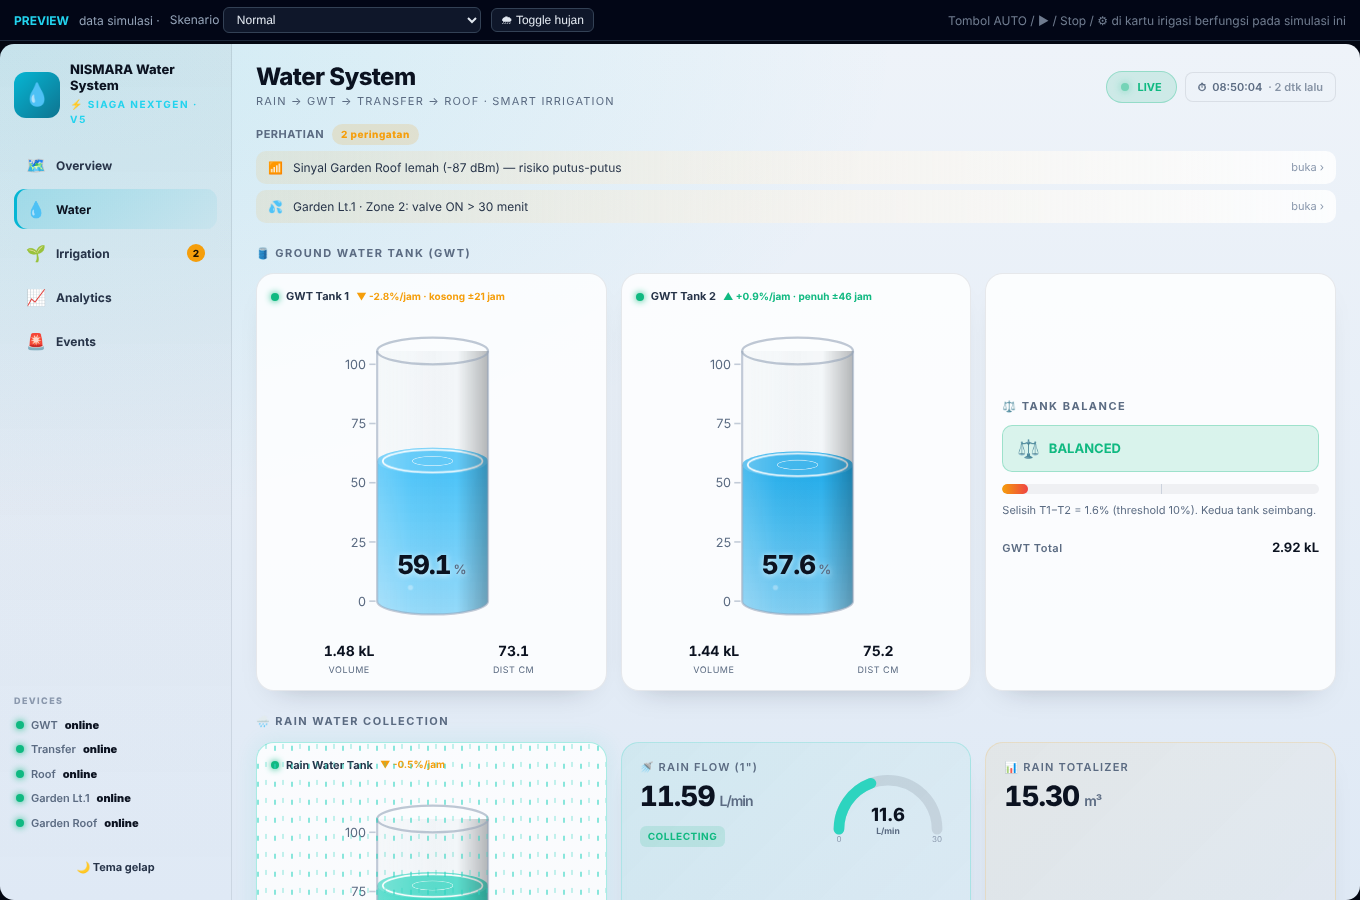 PREVIEW data simulasi · Skenario Normal 🌧 Toggle hujan Tombol AUTO / ▶ / Stop / ⚙ di kartu irigasi berfungsi pada simulasi ini
NISMARA Water
System
⚡ SIAGA NEXTGEN ·
V5
Overview
Water
Irrigation 2
Analytics
Events
DEVICES
GWT online
Transfer online
Roof online
Garden Lt.1 online
Garden Roof online
🌙 Tema gelap
Water System
RAIN → GWT → TRANSFER → ROOF · SMART IRRIGATION
LIVE
⏱ 08:50:04 · 2 dtk lalu
PERHATIAN 2 peringatan
Sinyal Garden Roof lemah (-87 dBm) — risiko putus-putus buka ›
Garden Lt.1 · Zone 2: valve ON > 30 menit buka ›
GROUND WATER TANK (GWT)
GWT Tank 1 ▼ -2.8%/jam · kosong ±21 jam
100
75
50
25
0
59.1 %
1.48 kL
VOLUME
73.1
DIST CM
GWT Tank 2 ▲ +0.9%/jam · penuh ±46 jam
100
75
50
25
0
57.6 %
1.44 kL
VOLUME
75.2
DIST CM
⚖️ TANK BALANCE
⚖️ BALANCED
Selisih T1−T2 = 1.6% (threshold 10%). Kedua tank seimbang.
GWT Total 2.92 kL
RAIN WATER COLLECTION
Rain Water Tank ▼ -0.5%/jam
100
75
RAIN FLOW (1")
11.59 L/min
COLLECTING
11.6
L/min
0
30
RAIN TOTALIZER
15.30 m³